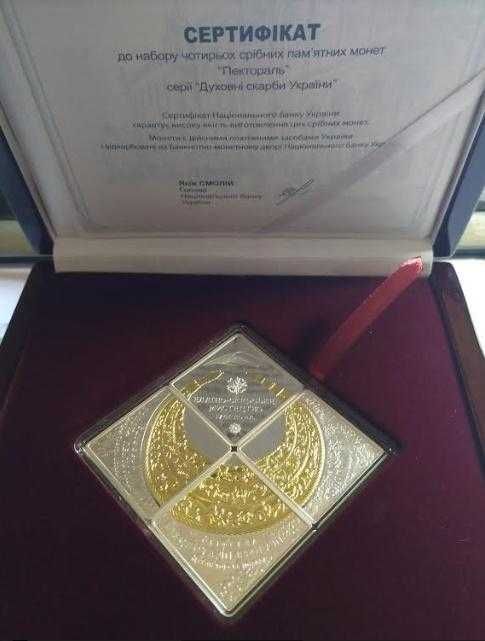 СЕРТИФІКАТ
до набору чотирьох срібних пам'ятних монет
"Пектораль"
серії "Духовні скарби України"
Сертифікат Національного банку України
гарантує високу якість виготовлення цих срібних монет.
Монети є дійсними платіжними засобами України
і відкарбовані на Банкнотно-монетному дворі Національного банку
Яків СМОЛІЙ
Голова
Національного банку
України